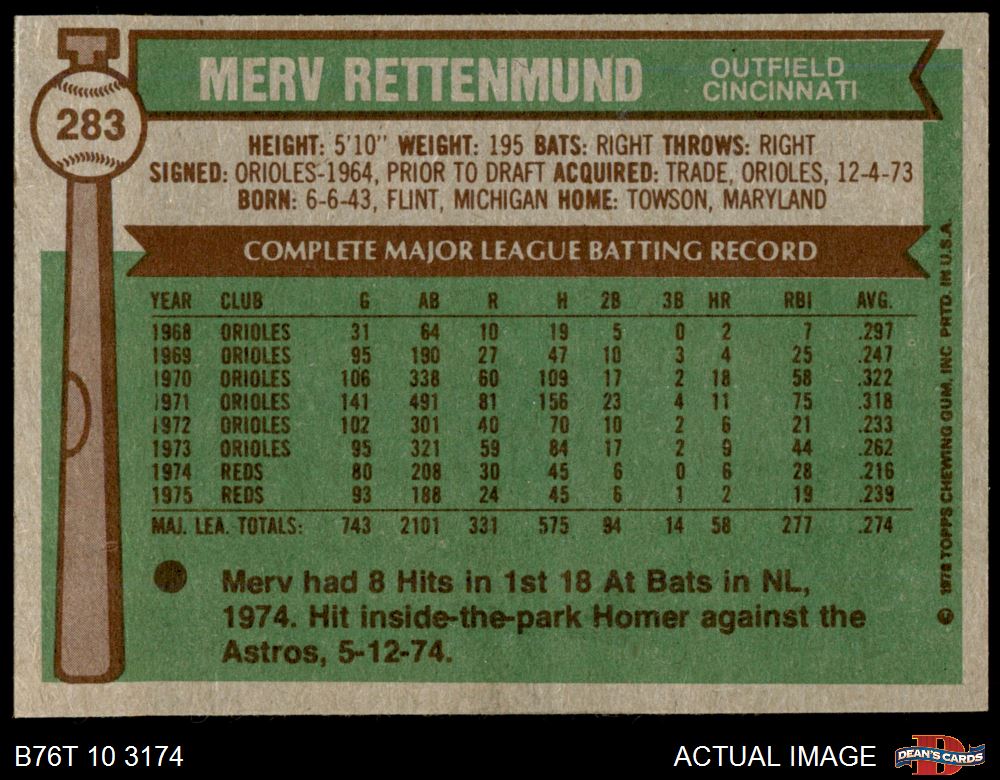 MERV RETTENMUND
OUTFIELD
CINCINNATI
283
HEIGHT: 5'10" WEIGHT: 195 BATS: RIGHT THROWS: RIGHT
SIGNED: ORIOLES-1964, PRIOR TO DRAFT ACQUIRED: TRADE, ORIOLES, 12-4-73
BORN: 6-6-43, FLINT, MICHIGAN HOME: TOWSON, MARYLAND
COMPLETE MAJOR LEAGUE BATTING RECORD
YEAR CLUB G AB R H 2B 3B HR RBI AVG.
1968 ORIOLES 31 64 10 19 5 0 2 7 .297
1969 ORIOLES 95 190 27 47 10 3 4 25 .247
1970 ORIOLES 106 338 60 109 17 2 18 58 .322
1971 ORIOLES 141 491 81 156 23 4 11 75 .318
1972 ORIOLES 102 301 40 70 10 2 6 21 .233
1973 ORIOLES 95 321 59 84 17 2 9 44 .262
1974 REDS 80 208 30 45 6 0 6 28 .216
1975 REDS 93 188 24 45 6 1 2 19 .239
MAJ. LEA. TOTALS: 743 2101 331 575 94 14 58 277 .274
Merv had 8 Hits in 1st 18 At Bats in NL,
1974. Hit inside-the-park Homer against the
Astros, 5-12-74.
© 1976 TOPPS CHEWING GUM, INC. PRTD. IN U.S.A.
B76T 10 3174
ACTUAL IMAGE
DEAN'S CARDS